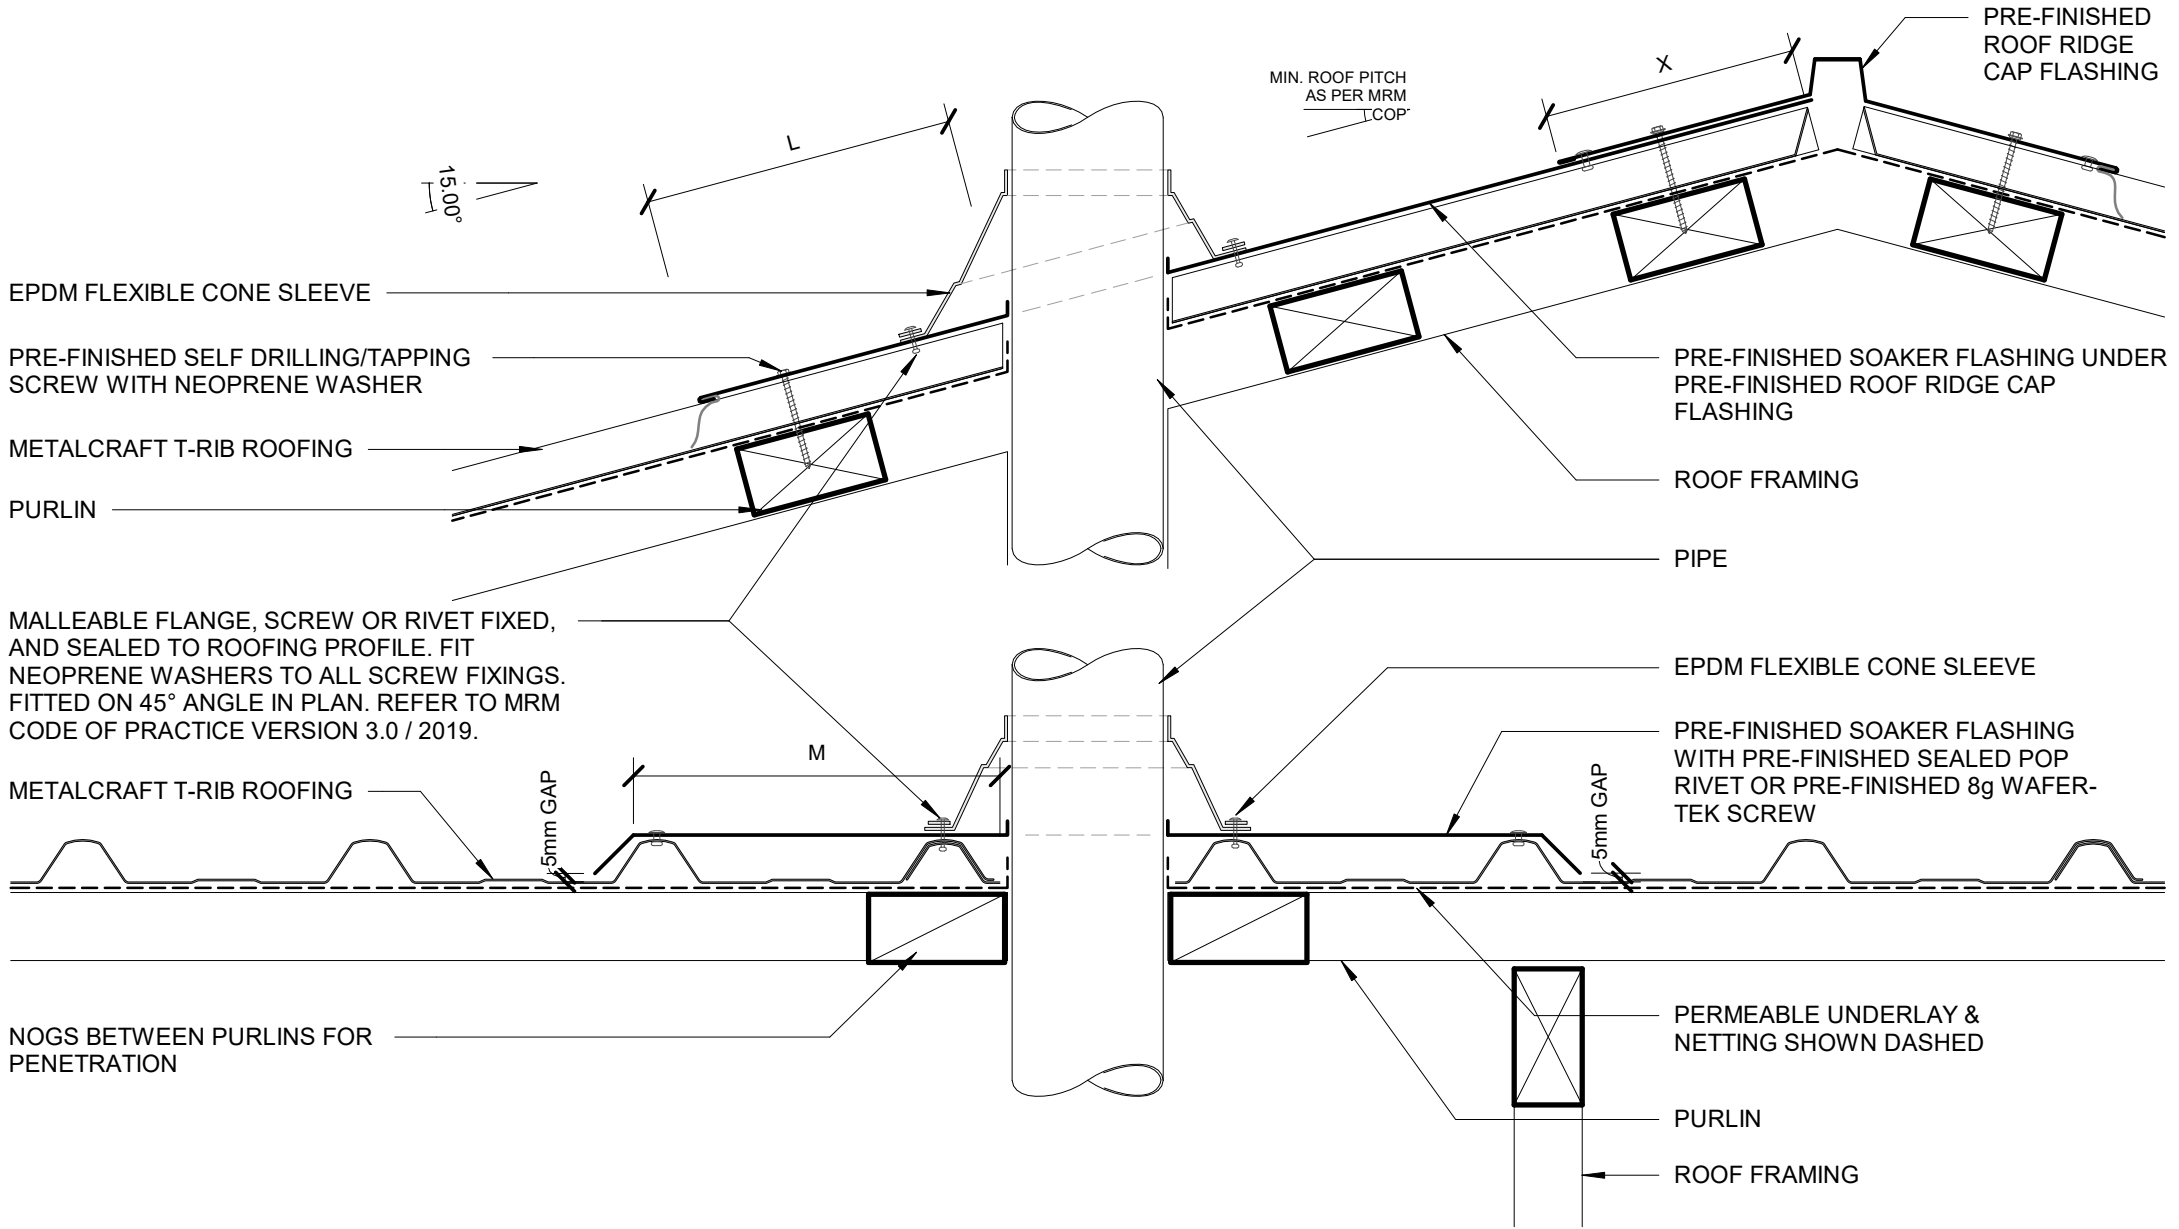 PRE-FINISHED
ROOF RIDGE
CAP FLASHING
X
MIN. ROOF PITCH
AS PER MRM
COP
L
15.00°
EPDM FLEXIBLE CONE SLEEVE
PRE-FINISHED SELF DRILLING/TAPPING
SCREW WITH NEOPRENE WASHER
METALCRAFT T-RIB ROOFING
PURLIN
PRE-FINISHED SOAKER FLASHING UNDER
PRE-FINISHED ROOF RIDGE CAP
FLASHING
ROOF FRAMING
PIPE
MALLEABLE FLANGE, SCREW OR RIVET FIXED,
AND SEALED TO ROOFING PROFILE. FIT
NEOPRENE WASHERS TO ALL SCREW FIXINGS.
FITTED ON 45° ANGLE IN PLAN. REFER TO MRM
CODE OF PRACTICE VERSION 3.0 / 2019.
METALCRAFT T-RIB ROOFING
5mm GAP
M
EPDM FLEXIBLE CONE SLEEVE
PRE-FINISHED SOAKER FLASHING
WITH PRE-FINISHED SEALED POP
RIVET OR PRE-FINISHED 8g WAFER-
TEK SCREW
5mm GAP
NOGS BETWEEN PURLINS FOR
PENETRATION
PERMEABLE UNDERLAY &
NETTING SHOWN DASHED
PURLIN
ROOF FRAMING